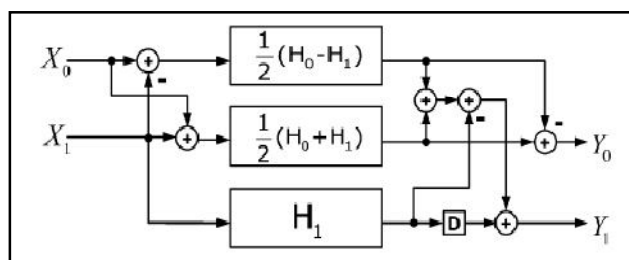 X₀
+
-
½(H₀-H₁)
+
+
-
-
X₁
+
½(H₀+H₁)
+
Y₀
H₁
D
+
Y₁